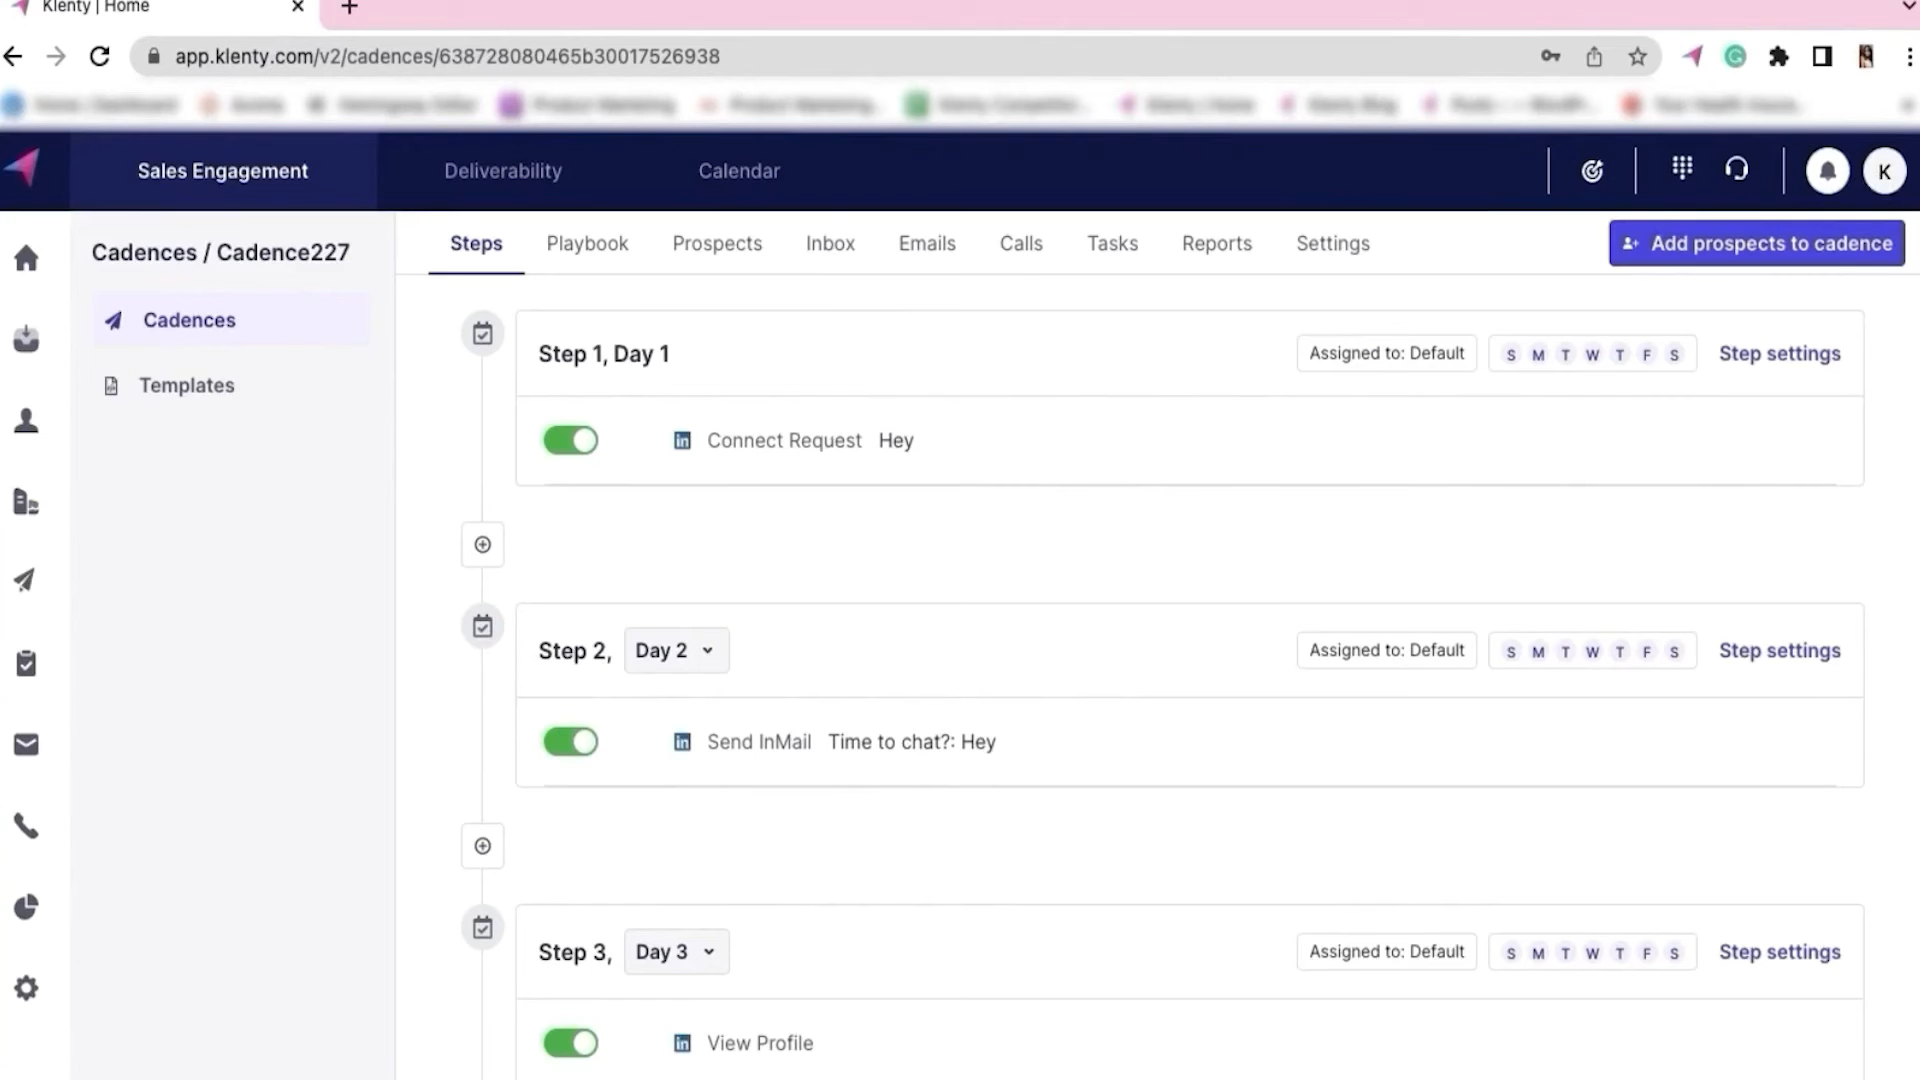 Klenty | Home
app.klenty.com/v2/cadences/638728080465b30017526938
Sales Engagement Deliverability Calendar K
Cadences / Cadence227
Steps Playbook Prospects Inbox Emails Calls Tasks Reports Settings Add prospects to cadence
Cadences
Templates
Step 1, Day 1 Assigned to: Default S M T W T F S Step settings
in Connect Request Hey
Step 2, Day 2 Assigned to: Default S M T W T F S Step settings
in Send InMail Time to chat?: Hey
Step 3, Day 3 Assigned to: Default S M T W T F S Step settings
in View Profile